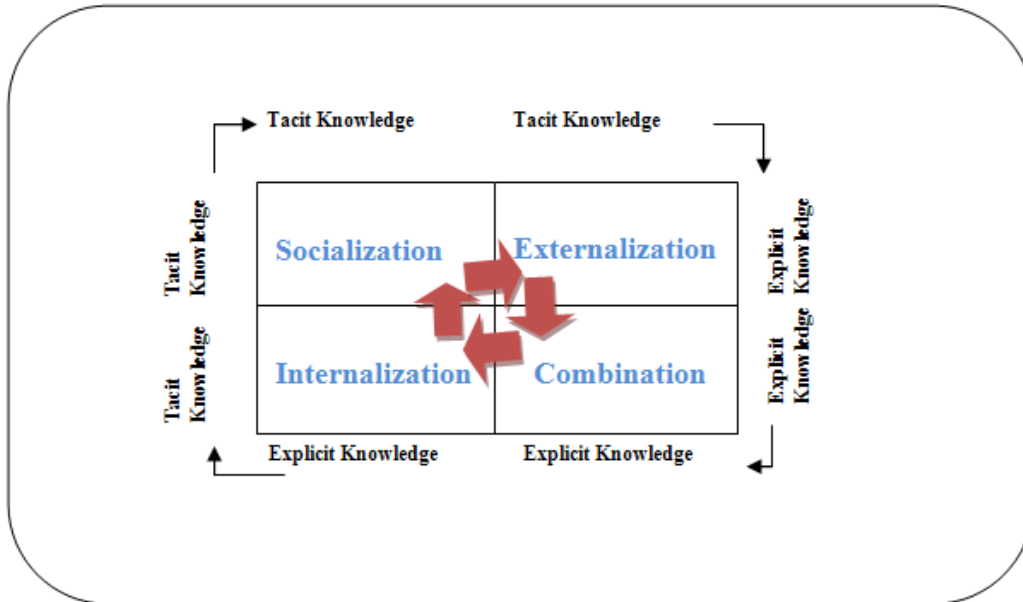 Tacit Knowledge Tacit Knowledge
Tacit
Knowledge
Socialization Externalization
Explicit
Knowledge
Tacit
Knowledge
Internalization Combination
Explicit
Knowledge
Explicit Knowledge Explicit Knowledge